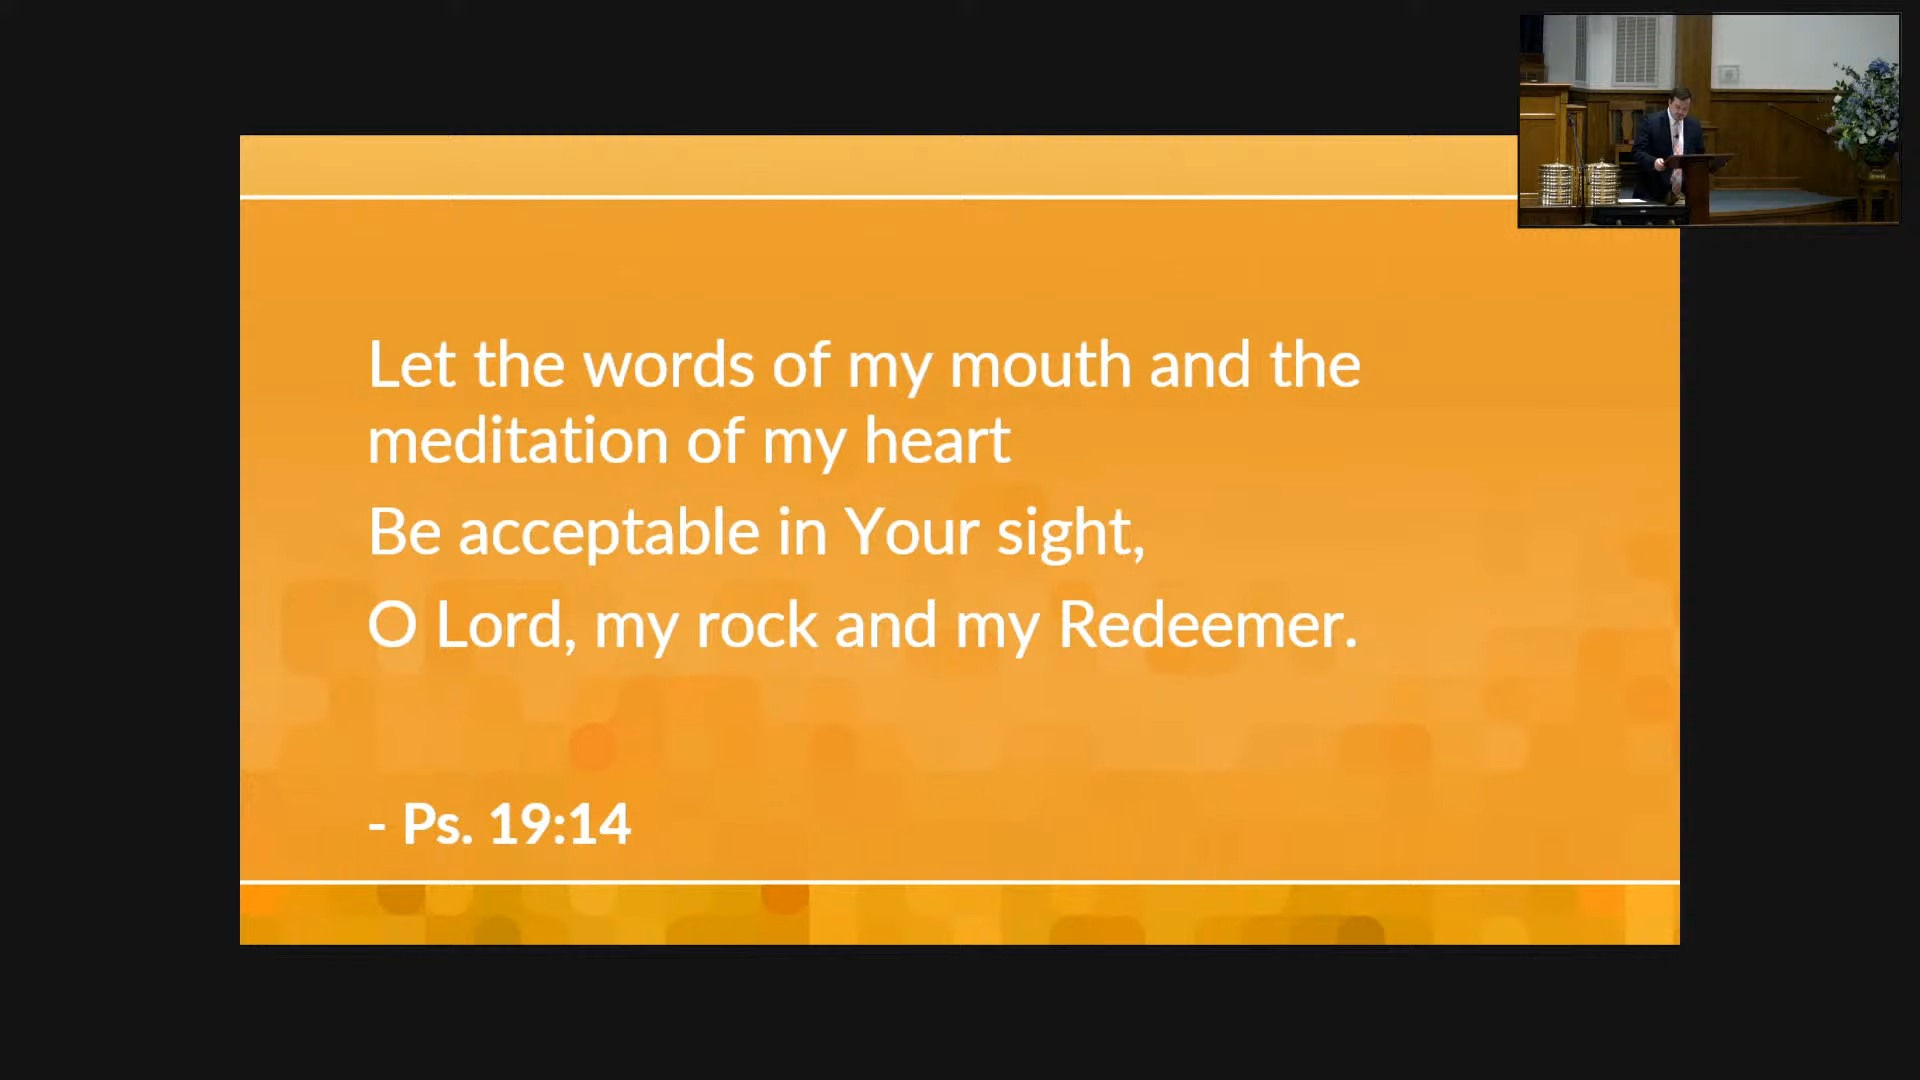 Let the words of my mouth and the
meditation of my heart
Be acceptable in Your sight,
O Lord, my rock and my Redeemer.
- Ps. 19:14